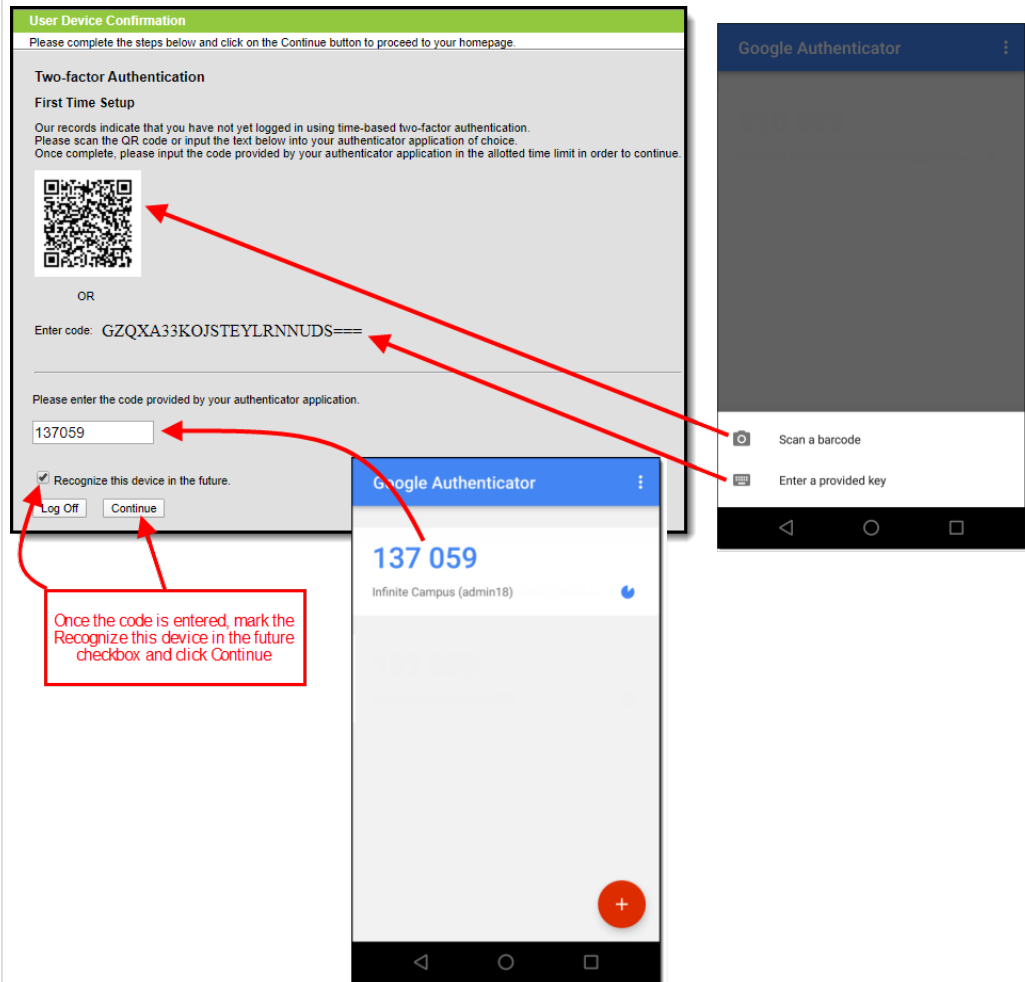 User Device Confirmation
Please complete the steps below and click on the Continue button to proceed to your homepage.
Two-factor Authentication
First Time Setup
Our records indicate that you have not yet logged in using time-based two-factor authentication.
Please scan the QR code or input the text below into your authenticator application of choice.
Once complete, please input the code provided by your authenticator application in the allotted time limit in order to continue.
OR
Enter code: GZQXA33KOJSTEYLRNNUDS===
Please enter the code provided by your authenticator application.
137059
Recognize this device in the future.
Log Off Continue
Once the code is entered, mark the
Recognize this device in the future
checkbox and click Continue
Google Authenticator
137 059
Infinite Campus (admin18)
Google Authenticator
Scan a barcode
Enter a provided key